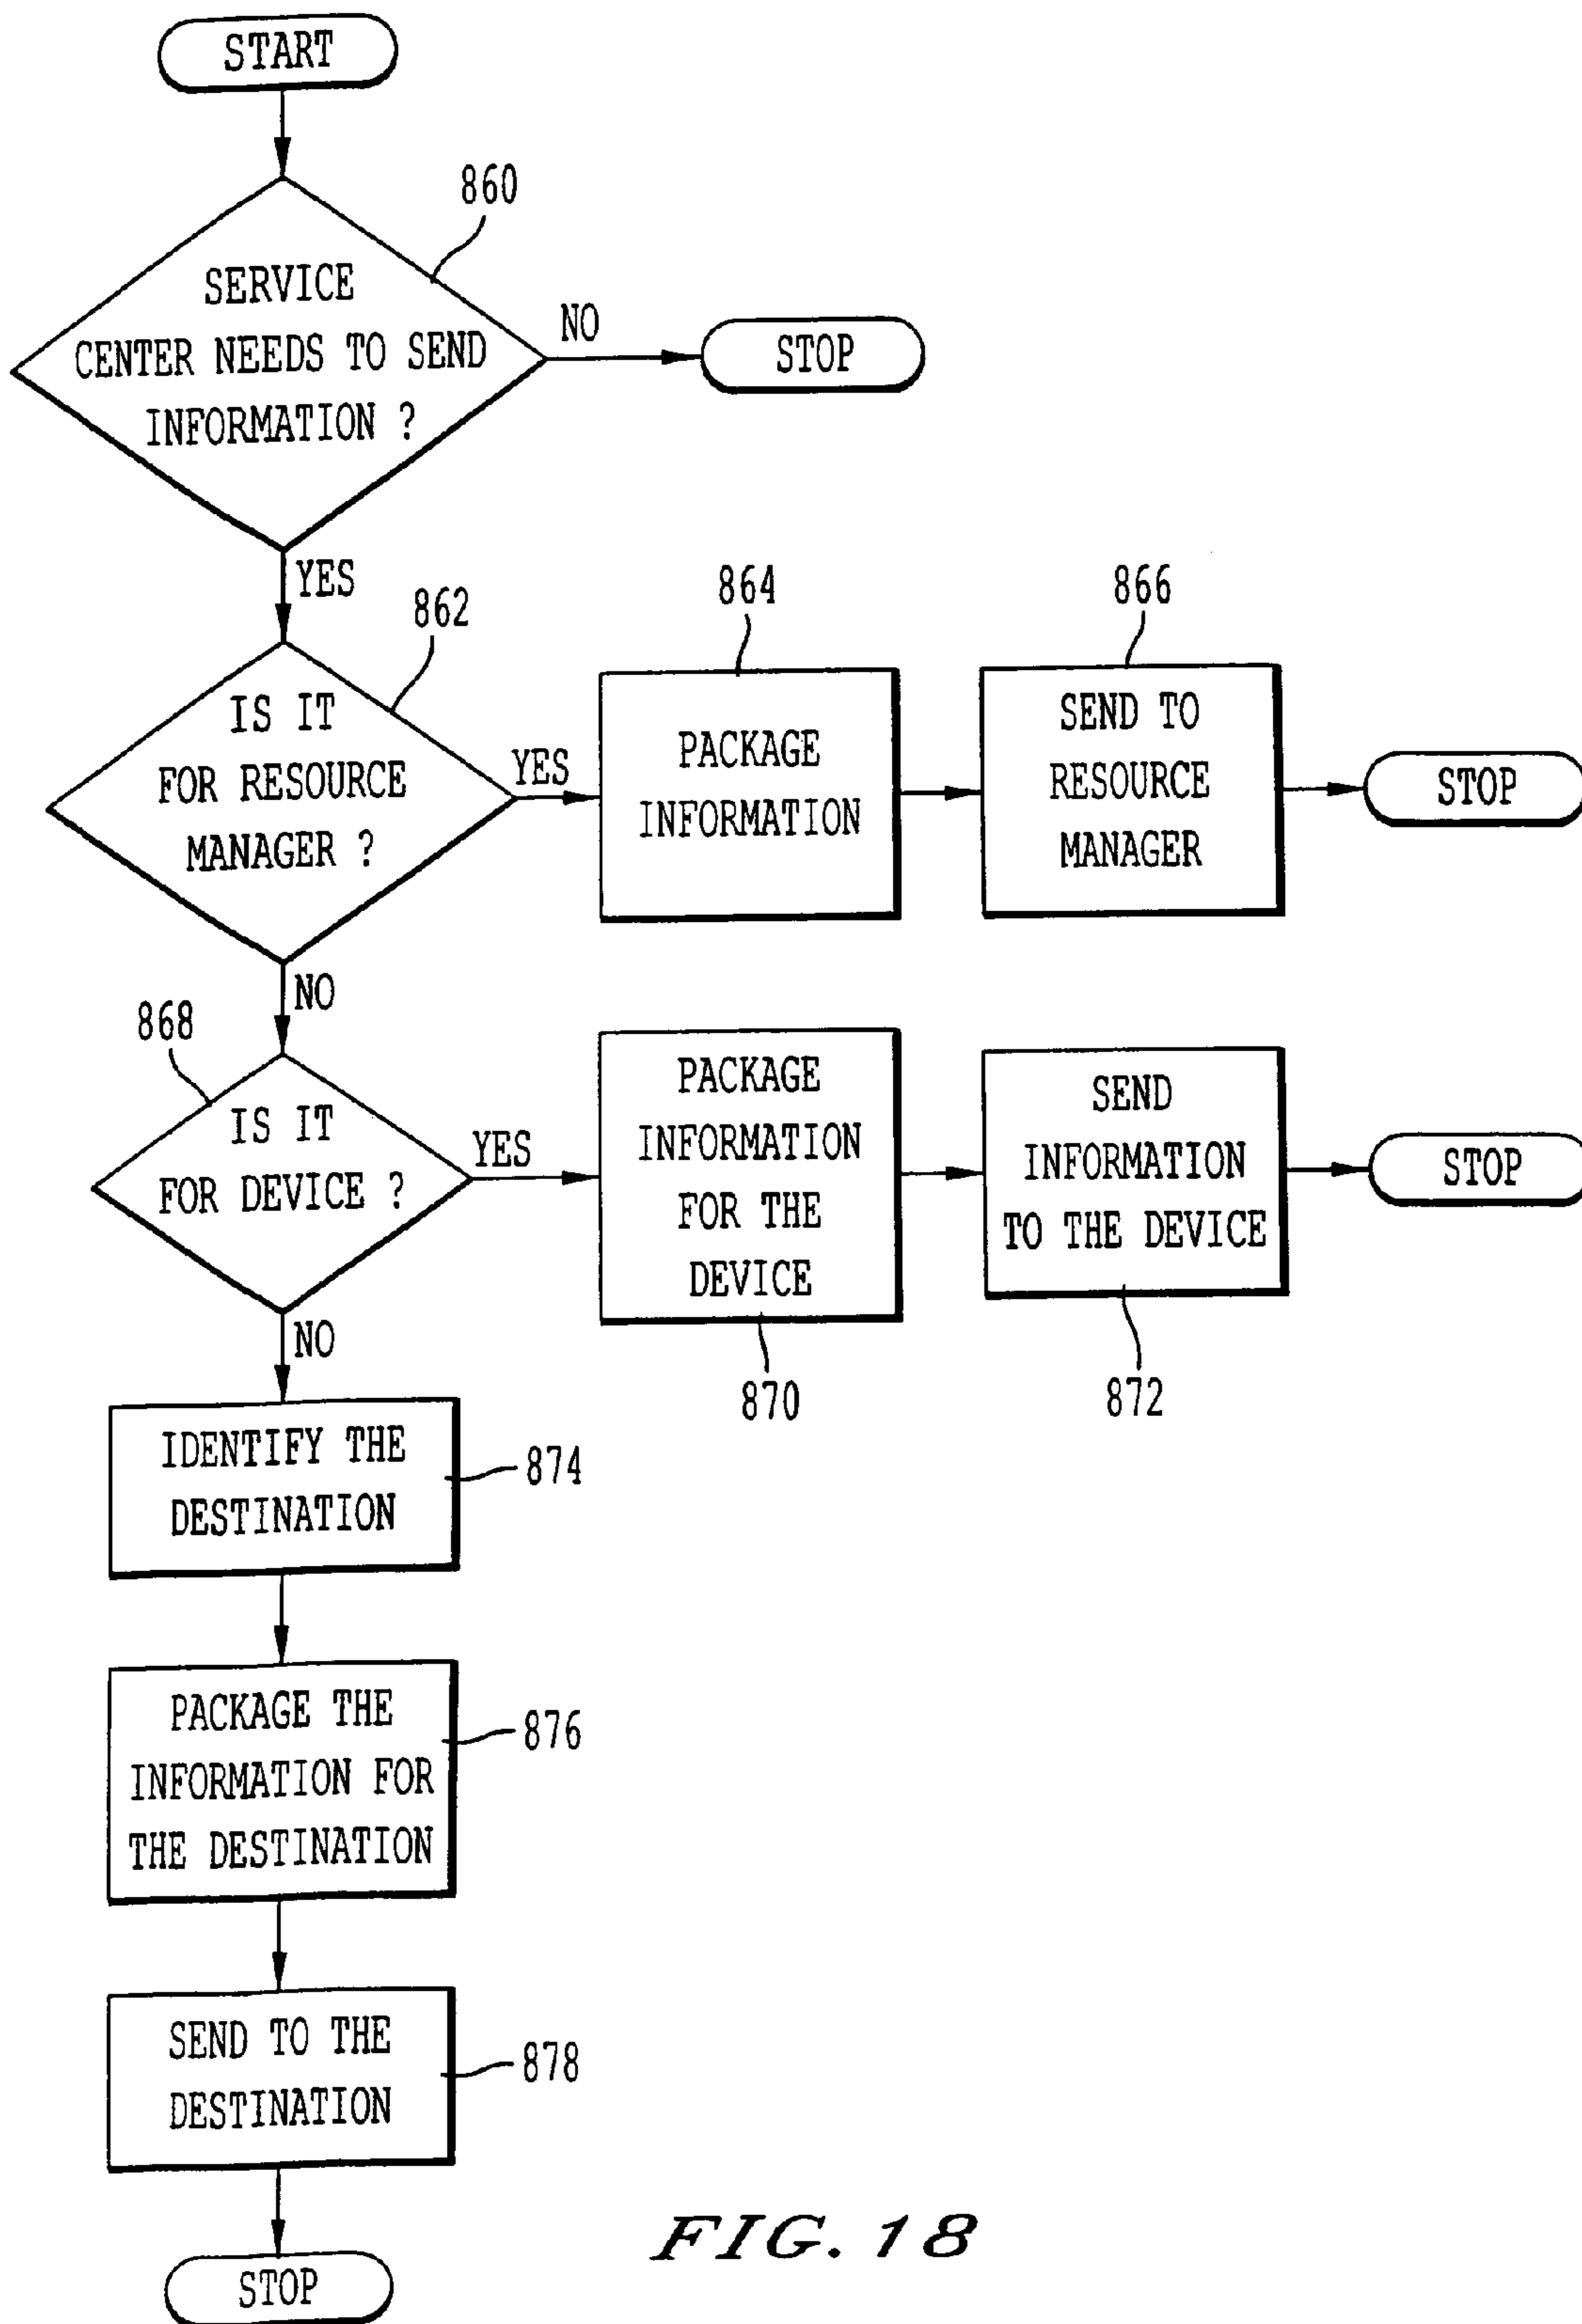 START
860
SERVICE
CENTER NEEDS TO SEND
INFORMATION ?
NO
STOP
YES
862
IS IT
FOR RESOURCE
MANAGER ?
YES
864
PACKAGE
INFORMATION
866
SEND TO
RESOURCE
MANAGER
STOP
NO
868
IS IT
FOR DEVICE ?
YES
PACKAGE
INFORMATION
FOR THE
DEVICE
870
SEND
INFORMATION
TO THE DEVICE
872
STOP
NO
IDENTIFY THE
DESTINATION
874
PACKAGE THE
INFORMATION FOR
THE DESTINATION
876
SEND TO THE
DESTINATION
878
STOP
FIG. 18